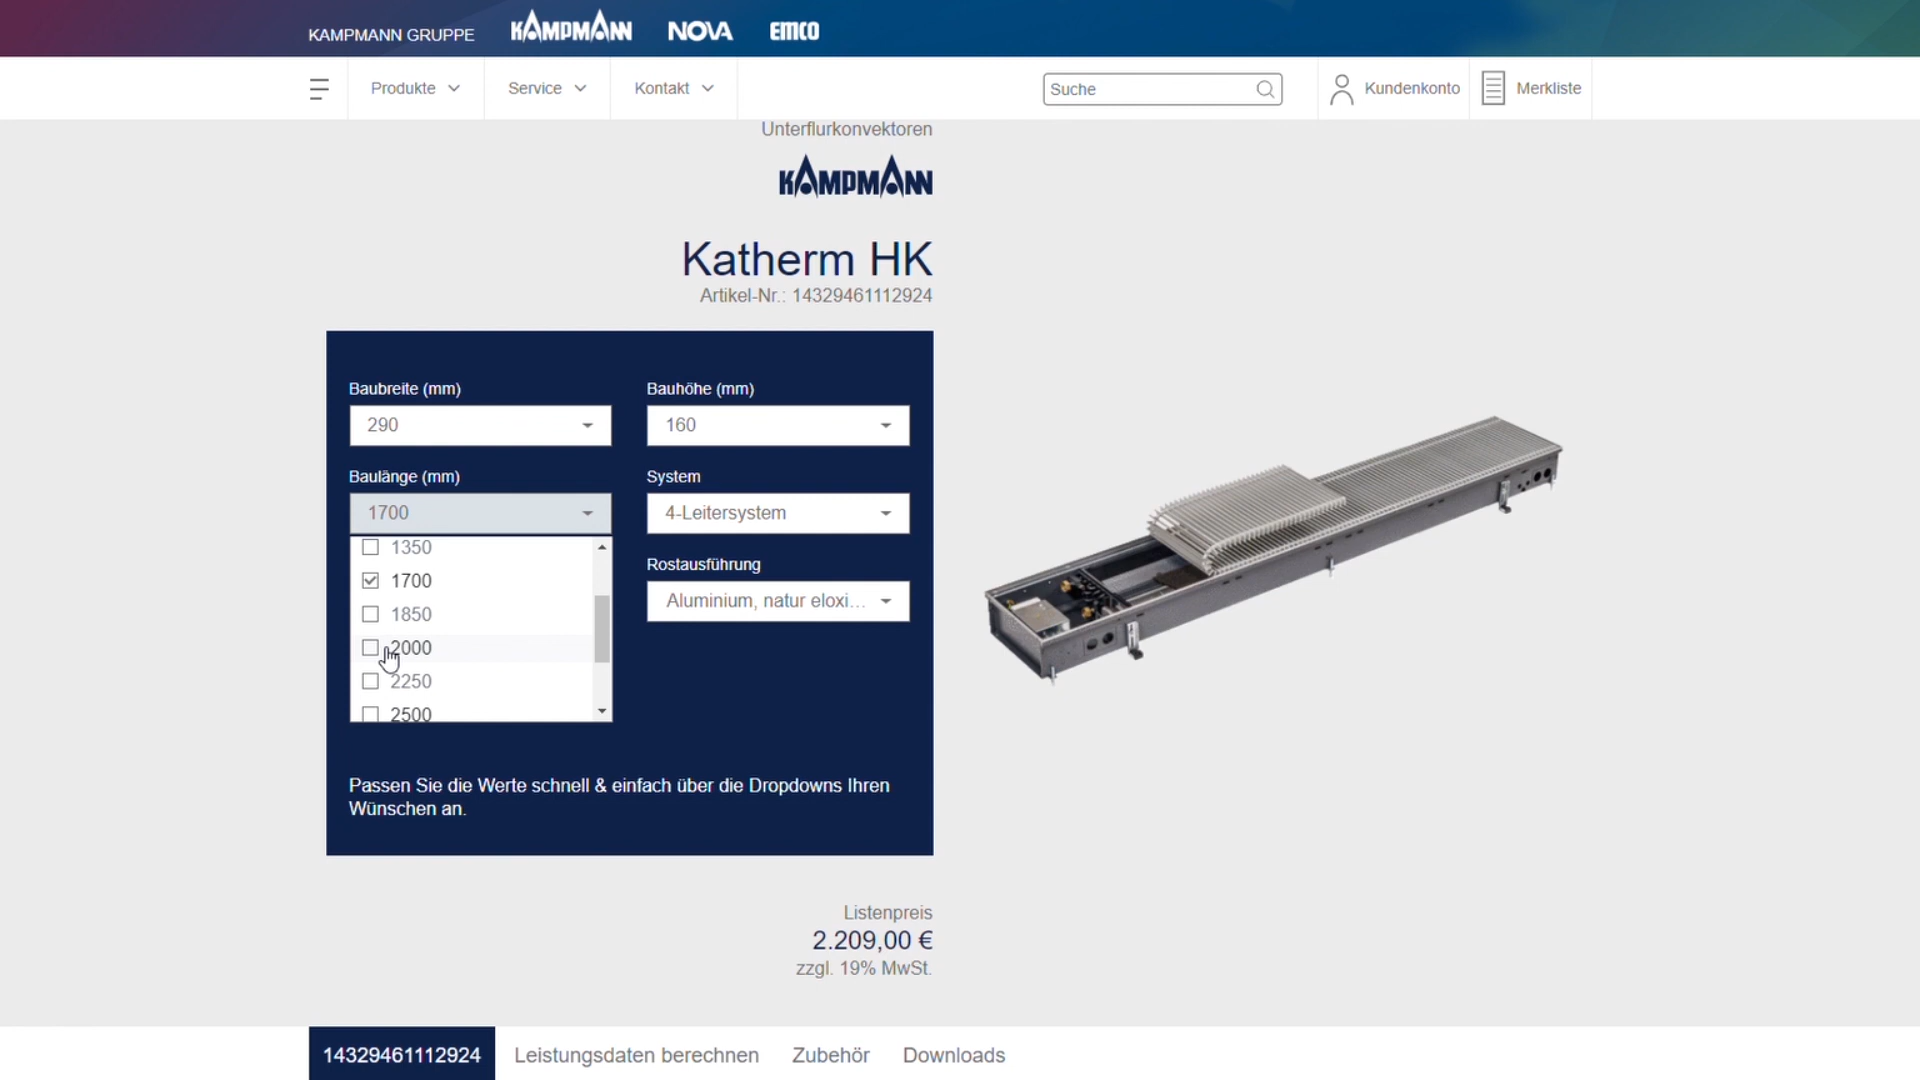 KAMPMANN GRUPPE KAMPMANN NOVA EMCO
Produkte Service Kontakt Suche Kundenkonto Merkliste
Unterflurkonvektoren
KAMPMANN
Katherm HK
Artikel-Nr.: 14329461112924
Baubreite (mm) Bauhöhe (mm)
290 160
Baulänge (mm) System
1700 4-Leitersystem
1350
Rostausführung
1700
Aluminium, natur eloxi...
1850
2000
2250
2500
Passen Sie die Werte schnell & einfach über die Dropdowns Ihren
Wünschen an.
Listenpreis
2.209,00 €
zzgl. 19% MwSt.
14329461112924 Leistungsdaten berechnen Zubehör Downloads